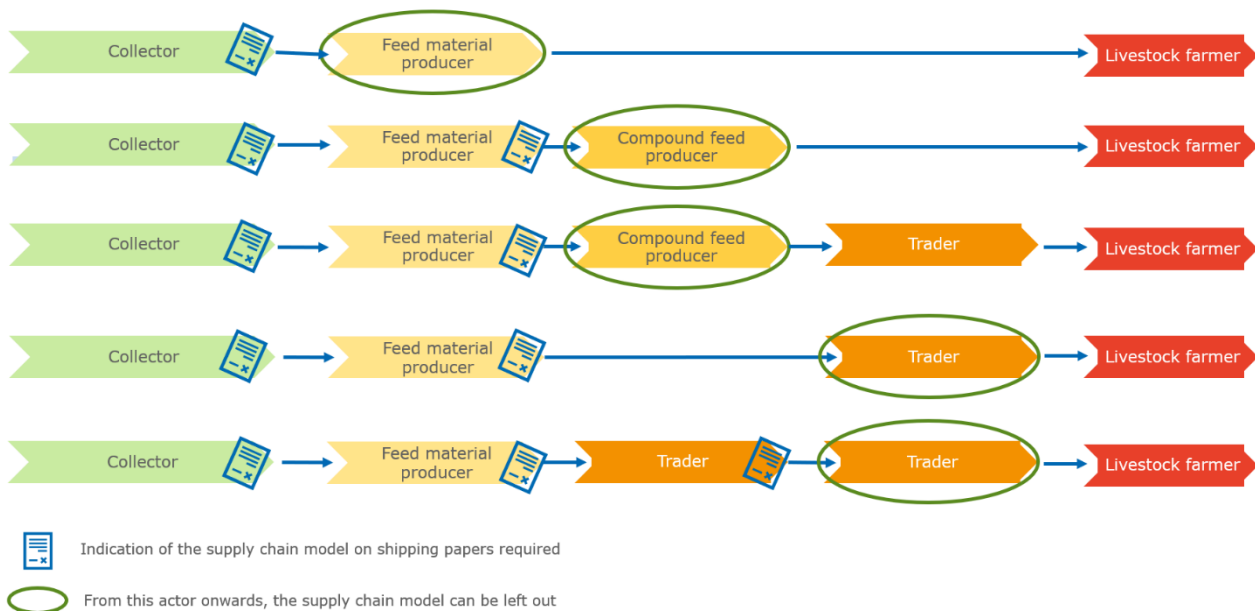 Collector
Feed material
producer
Livestock farmer
Collector
Feed material
producer
Compound feed
producer
Livestock farmer
Collector
Feed material
producer
Compound feed
producer
Trader
Livestock farmer
Collector
Feed material
producer
Trader
Livestock farmer
Collector
Feed material
producer
Trader
Trader
Livestock farmer
Indication of the supply chain model on shipping papers required
From this actor onwards, the supply chain model can be left out